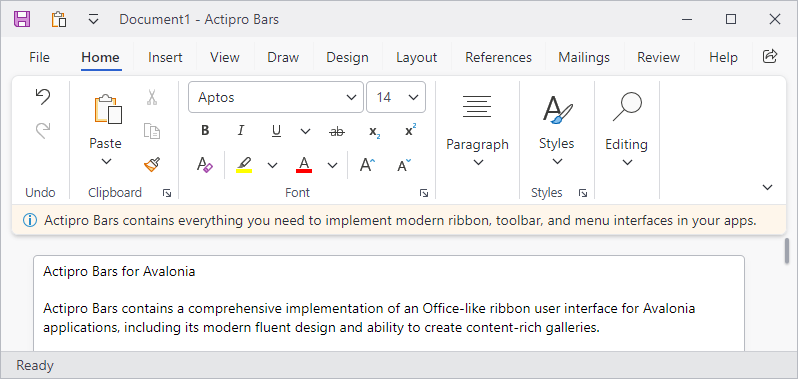 Document1 - Actipro Bars
File Home Insert View Draw Design Layout References Mailings Review Help
Aptos 14
Paste
B I U ab x₂ x² Paragraph Styles Editing
A A A^ A˅
Undo Clipboard Font Styles
Actipro Bars contains everything you need to implement modern ribbon, toolbar, and menu interfaces in your apps.
Actipro Bars for Avalonia
Actipro Bars contains a comprehensive implementation of an Office-like ribbon user interface for Avalonia
applications, including its modern fluent design and ability to create content-rich galleries.
Ready